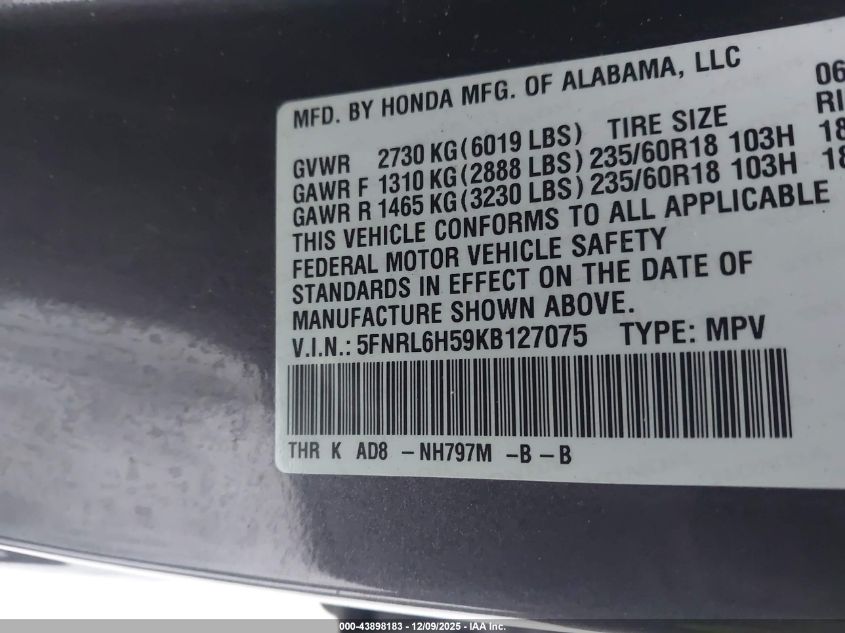 MFD. BY HONDA MFG. OF ALABAMA, LLC 06
GVWR 2730 KG(6019 LBS) TIRE SIZE RI
GAWR F 1310 KG(2888 LBS) 235/60R18 103H 18
GAWR R 1465 KG(3230 LBS) 235/60R18 103H 18
THIS VEHICLE CONFORMS TO ALL APPLICABLE
FEDERAL MOTOR VEHICLE SAFETY
STANDARDS IN EFFECT ON THE DATE OF
MANUFACTURE SHOWN ABOVE.
V.I.N.: 5FNRL6H59KB127075 TYPE: MPV
THR K AD8 -NH797M -B-B
000-43898183 - 12/09/2025 - IAA Inc.